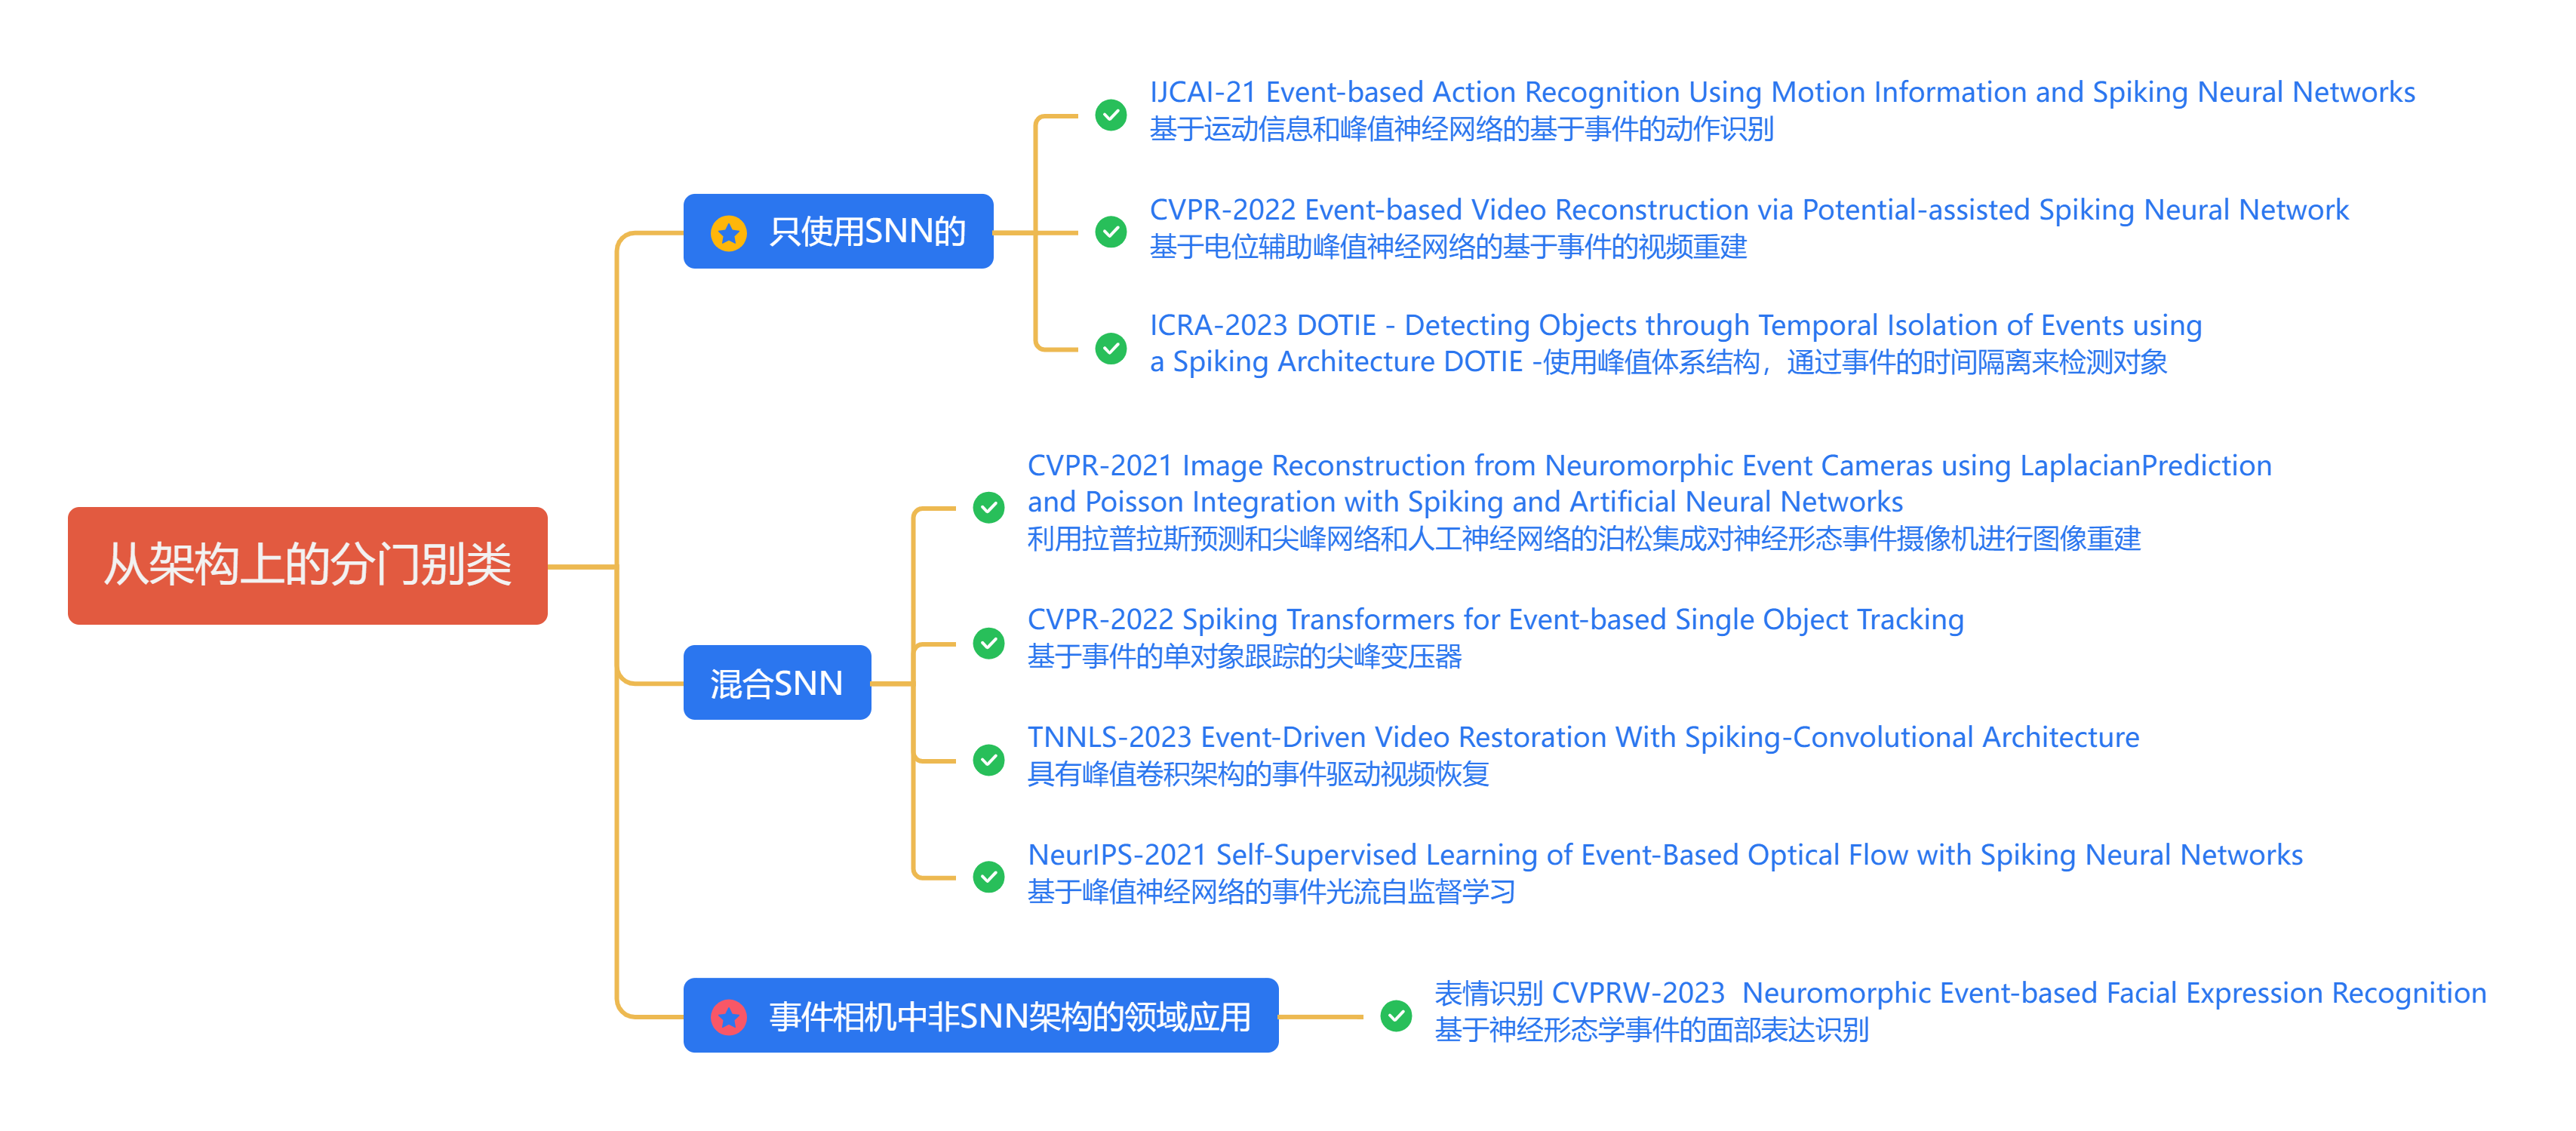 从架构上的分门别类
只使用SNN的
IJCAI-21 Event-based Action Recognition Using Motion Information and Spiking Neural Networks
基于运动信息和峰值神经网络的基于事件的动作识别
CVPR-2022 Event-based Video Reconstruction via Potential-assisted Spiking Neural Network
基于电位辅助峰值神经网络的基于事件的视频重建
ICRA-2023 DOTIE - Detecting Objects through Temporal Isolation of Events using
a Spiking Architecture DOTIE -使用峰值体系结构，通过事件的时间隔离来检测对象
混合SNN
CVPR-2021 Image Reconstruction from Neuromorphic Event Cameras using LaplacianPrediction
and Poisson Integration with Spiking and Artificial Neural Networks
利用拉普拉斯预测和尖峰网络和人工神经网络的泊松集成对神经形态事件摄像机进行图像重建
CVPR-2022 Spiking Transformers for Event-based Single Object Tracking
基于事件的单对象跟踪的尖峰变压器
TNNLS-2023 Event-Driven Video Restoration With Spiking-Convolutional Architecture
具有峰值卷积架构的事件驱动视频恢复
NeurIPS-2021 Self-Supervised Learning of Event-Based Optical Flow with Spiking Neural Networks
基于峰值神经网络的事件光流自监督学习
事件相机中非SNN架构的领域应用
表情识别 CVPRW-2023  Neuromorphic Event-based Facial Expression Recognition
基于神经形态学事件的面部表达识别